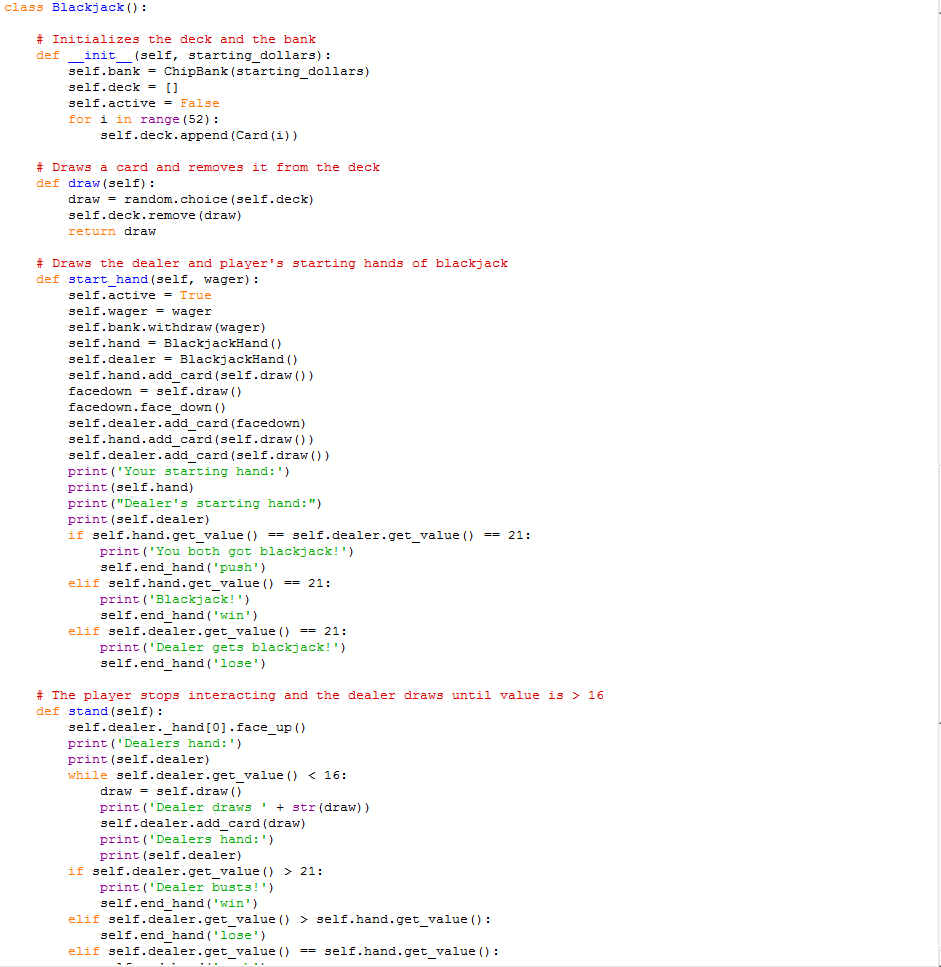 class Blackjack():
    # Initializes the deck and the bank
    def __init__(self, starting_dollars):
        self.bank = ChipBank(starting_dollars)
        self.deck = []
        self.active = False
        for i in range(52):
            self.deck.append(Card(i))
    # Draws a card and removes it from the deck
    def draw(self):
        draw = random.choice(self.deck)
        self.deck.remove(draw)
        return draw
    # Draws the dealer and player's starting hands of blackjack
    def start_hand(self, wager):
        self.active = True
        self.wager = wager
        self.bank.withdraw(wager)
        self.hand = BlackjackHand()
        self.dealer = BlackjackHand()
        self.hand.add_card(self.draw())
        facedown = self.draw()
        facedown.face_down()
        self.dealer.add_card(facedown)
        self.hand.add_card(self.draw())
        self.dealer.add_card(self.draw())
        print('Your starting hand:')
        print(self.hand)
        print("Dealer's starting hand:")
        print(self.dealer)
        if self.hand.get_value() == self.dealer.get_value() == 21:
            print('You both got blackjack!')
            self.end_hand('push')
        elif self.hand.get_value() == 21:
            print('Blackjack!')
            self.end_hand('win')
        elif self.dealer.get_value() == 21:
            print('Dealer gets blackjack!')
            self.end_hand('lose')
    # The player stops interacting and the dealer draws until value is > 16
    def stand(self):
        self.dealer._hand[0].face_up()
        print('Dealers hand:')
        print(self.dealer)
        while self.dealer.get_value() < 16:
            draw = self.draw()
            print('Dealer draws ' + str(draw))
            self.dealer.add_card(draw)
            print('Dealers hand:')
            print(self.dealer)
        if self.dealer.get_value() > 21:
            print('Dealer busts!')
            self.end_hand('win')
        elif self.dealer.get_value() > self.hand.get_value():
            self.end_hand('lose')
        elif self.dealer.get_value() == self.hand.get_value():